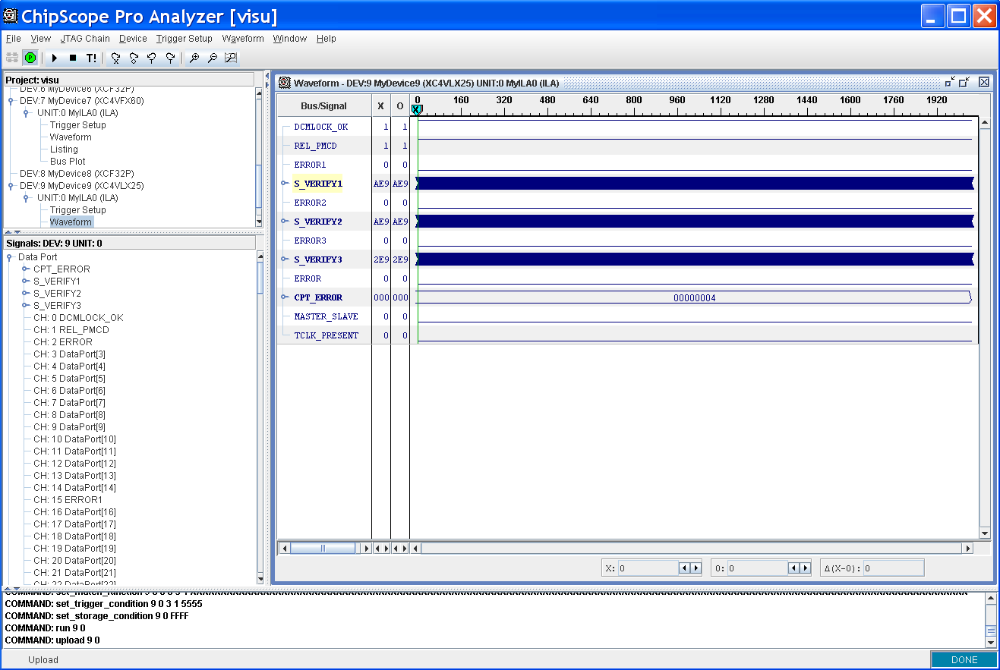 ChipScope Pro Analyzer [visu]
File View JTAG Chain Device Trigger Setup Waveform Window Help
T!
Project: visu
DEV:6 MyDevice6 (XCF32P)
DEV:7 MyDevice7 (XC4VFX60)
UNIT:0 MyILA0 (ILA)
Trigger Setup
Waveform
Listing
Bus Plot
DEV:8 MyDevice8 (XCF32P)
DEV:9 MyDevice9 (XC4VLX25)
UNIT:0 MyILA0 (ILA)
Trigger Setup
Waveform
Signals: DEV: 9 UNIT: 0
Data Port
CPT_ERROR
S_VERIFY1
S_VERIFY2
S_VERIFY3
CH: 0 DCMLOCK_OK
CH: 1 REL_PMCD
CH: 2 ERROR
CH: 3 DataPort[3]
CH: 4 DataPort[4]
CH: 5 DataPort[5]
CH: 6 DataPort[6]
CH: 7 DataPort[7]
CH: 8 DataPort[8]
CH: 9 DataPort[9]
CH: 10 DataPort[10]
CH: 11 DataPort[11]
CH: 12 DataPort[12]
CH: 13 DataPort[13]
CH: 14 DataPort[14]
CH: 15 ERROR1
CH: 16 DataPort[16]
CH: 17 DataPort[17]
CH: 18 DataPort[18]
CH: 19 DataPort[19]
CH: 20 DataPort[20]
CH: 21 DataPort[21]
CH: 22 DataPort[22]
Waveform - DEV:9 MyDevice9 (XC4VLX25) UNIT:0 MyILA0 (ILA)
Bus/Signal X O 0 160 320 480 640 800 960 1120 1280 1440 1600 1760 1920
X
DCMLOCK_OK 1 1
REL_PMCD 1 1
ERROR1 0 0
S_VERIFY1 AE9 AE9
ERROR2 0 0
S_VERIFY2 AE9 AE9
ERROR3 0 0
S_VERIFY3 2E9 2E9
ERROR 0 0
CPT_ERROR 000 000 00000004
MASTER_SLAVE 0 0
TCLK_PRESENT 0 0
X: 0 O: 0 Δ(X-O): 0
COMMAND: set_trigger_condition 9 0 3 1 5555
COMMAND: set_storage_condition 9 0 FFFF
COMMAND: run 9 0
COMMAND: upload 9 0
Upload DONE